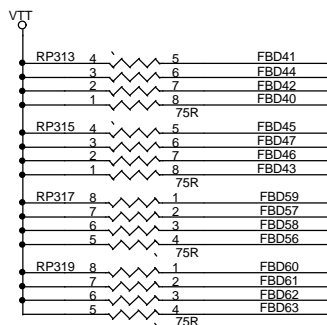 VTT
RP313 4 5 FBD41
3 6 FBD44
2 7 FBD42
1 8 FBD40
75R
RP315 4 5 FBD45
3 6 FBD47
2 7 FBD46
1 8 FBD43
75R
RP317 8 1 FBD59
7 2 FBD57
6 3 FBD58
5 4 FBD56
75R
RP319 8 1 FBD60
7 2 FBD61
6 3 FBD62
5 4 FBD63
75R